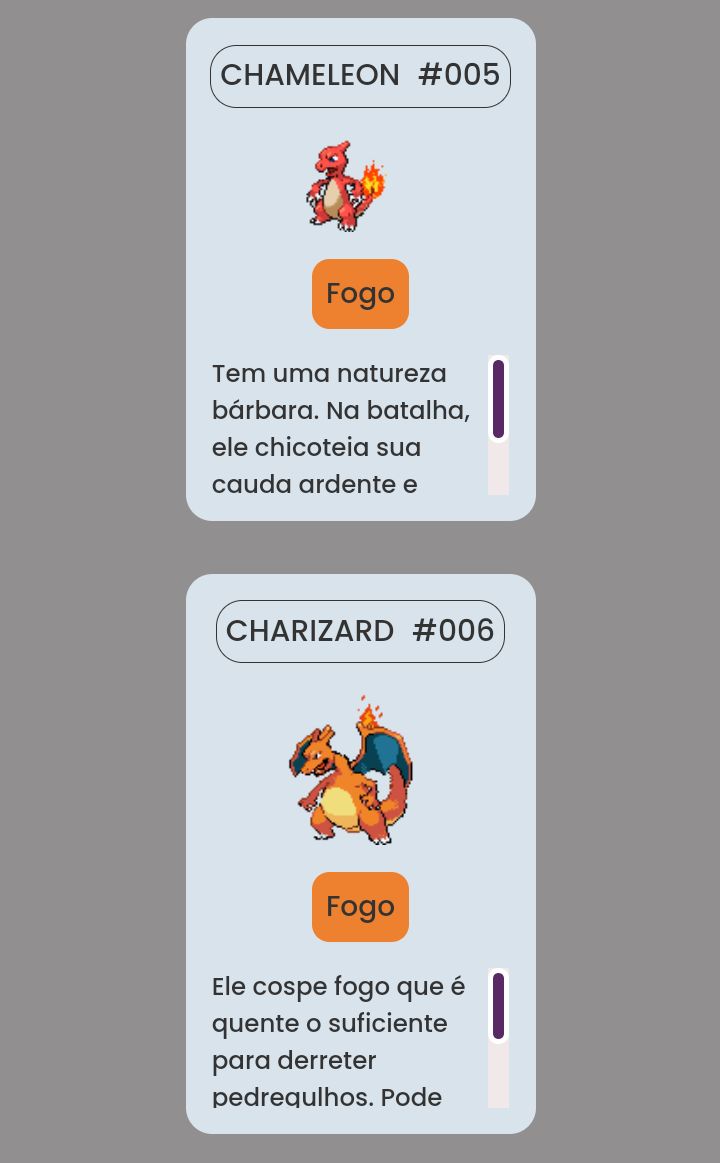 CHAMELEON #005
Fogo
Tem uma natureza
bárbara. Na batalha,
ele chicoteia sua
cauda ardente e
CHARIZARD #006
Fogo
Ele cospe fogo que é
quente o suficiente
para derreter
pedregulhos. Pode